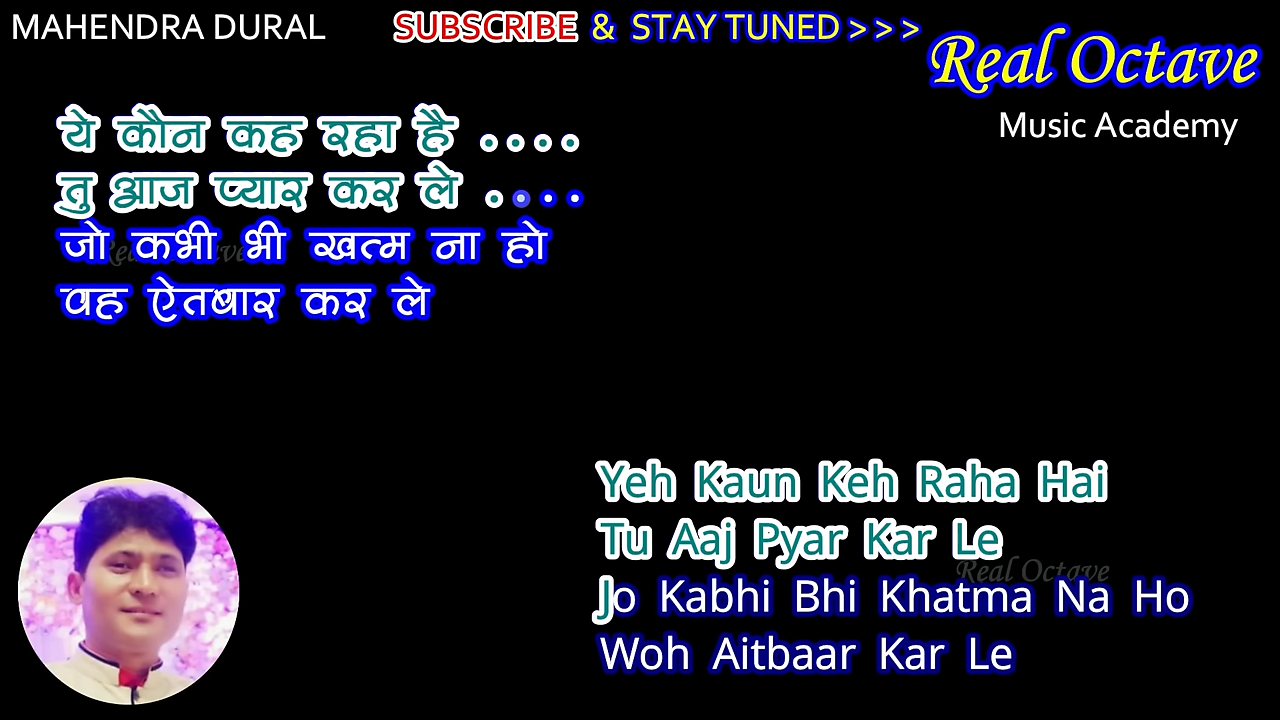 MAHENDRA DURAL SUBSCRIBE & STAY TUNED >>>
Real Octave
Music Academy
ये कौन कह रहा है ....
तु आज प्यार कर ले ....
जो कभी भी खत्म ना हो
वह ऐतबार कर ले
Real Octave
Yeh Kaun Keh Raha Hai
Tu Aaj Pyar Kar Le
Real Octave
Jo Kabhi Bhi Khatma Na Ho
Woh Aitbaar Kar Le